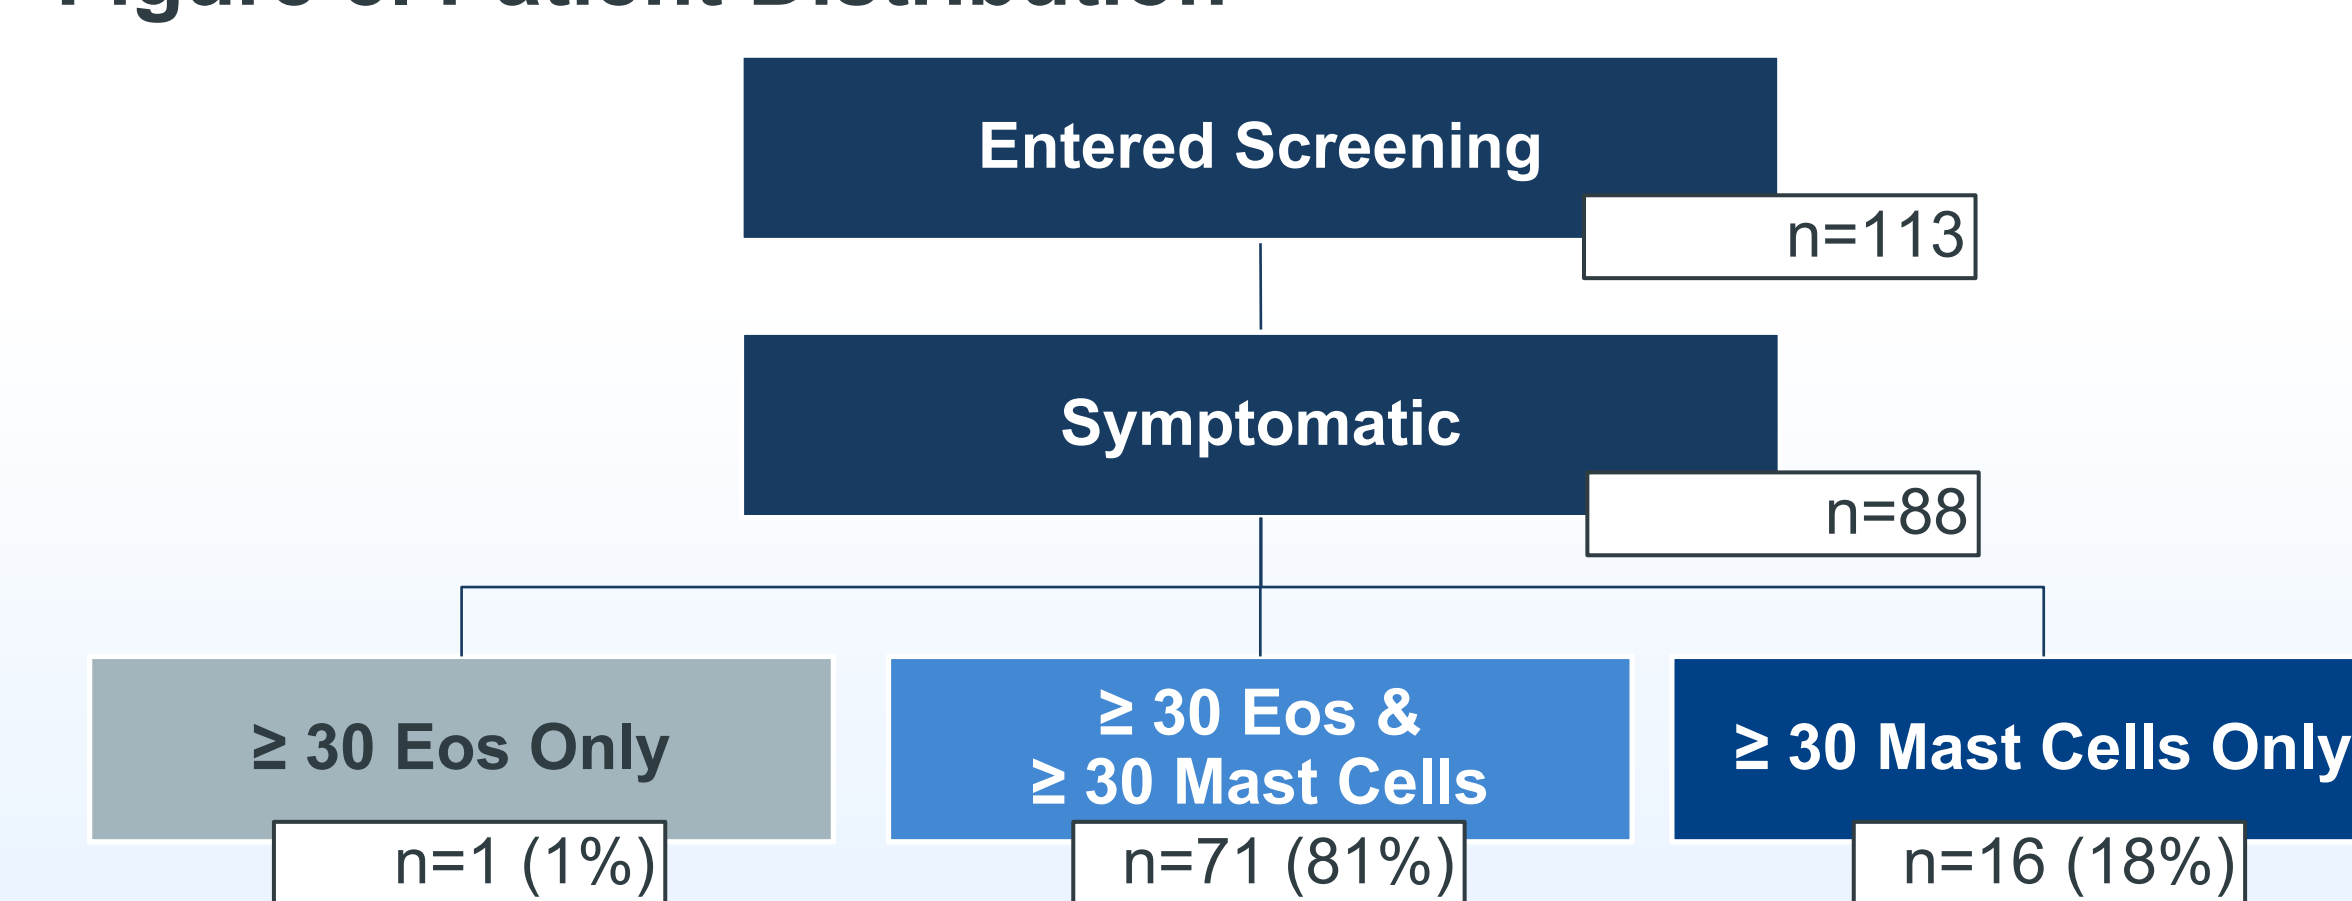 Entered Screening
n=113
Symptomatic
n=88
≥ 30 Eos Only
n=1 (1%)
≥ 30 Eos &
≥ 30 Mast Cells
n=71 (81%)
≥ 30 Mast Cells Only
n=16 (18%)